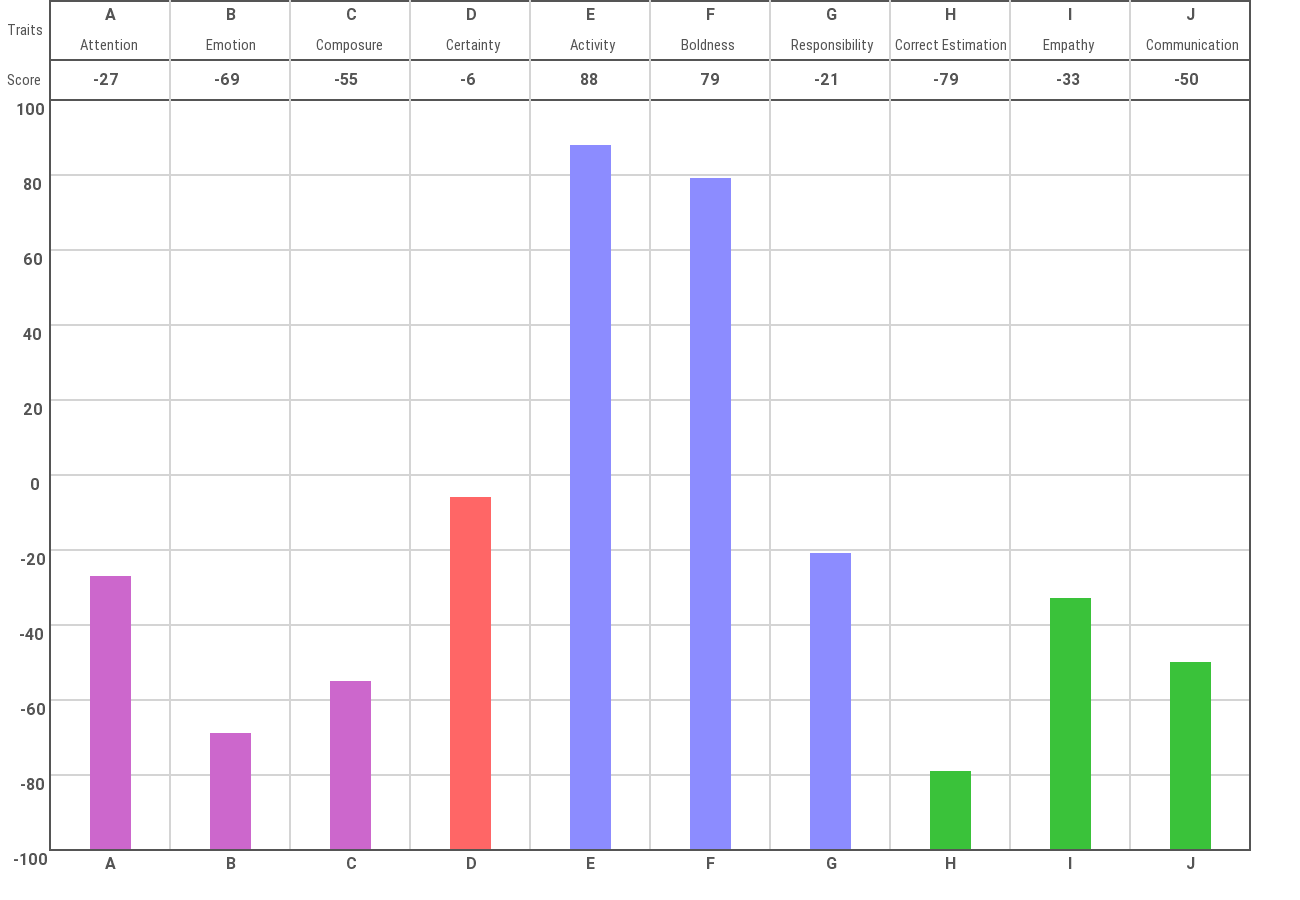 A B C D E F G H I J
Traits
Attention Emotion Composure Certainty Activity Boldness Responsibility Correct Estimation Empathy Communication
Score -27 -69 -55 -6 88 79 -21 -79 -33 -50
100
80
60
40
20
0
-20
-40
-60
-80
-100
A B C D E F G H I J